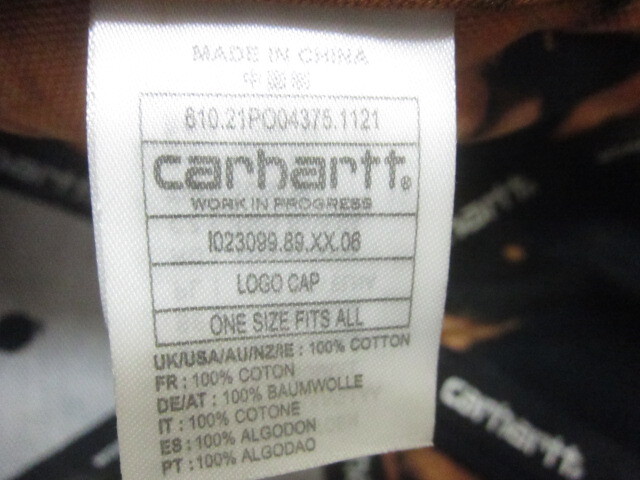 MADE IN CHINA
中國製
610.21PO04375.1121
carhartt®
WORK IN PROGRESS
I023099.89.XX.06
LOGO CAP
ONE SIZE FITS ALL
UK/USA/AU/NZ/IE : 100% COTTON
FR : 100% COTON
DE/AT : 100% BAUMWOLLE
IT : 100% COTONE
ES : 100% ALGODON
PT : 100% ALGODAO
carhartt
carhartt